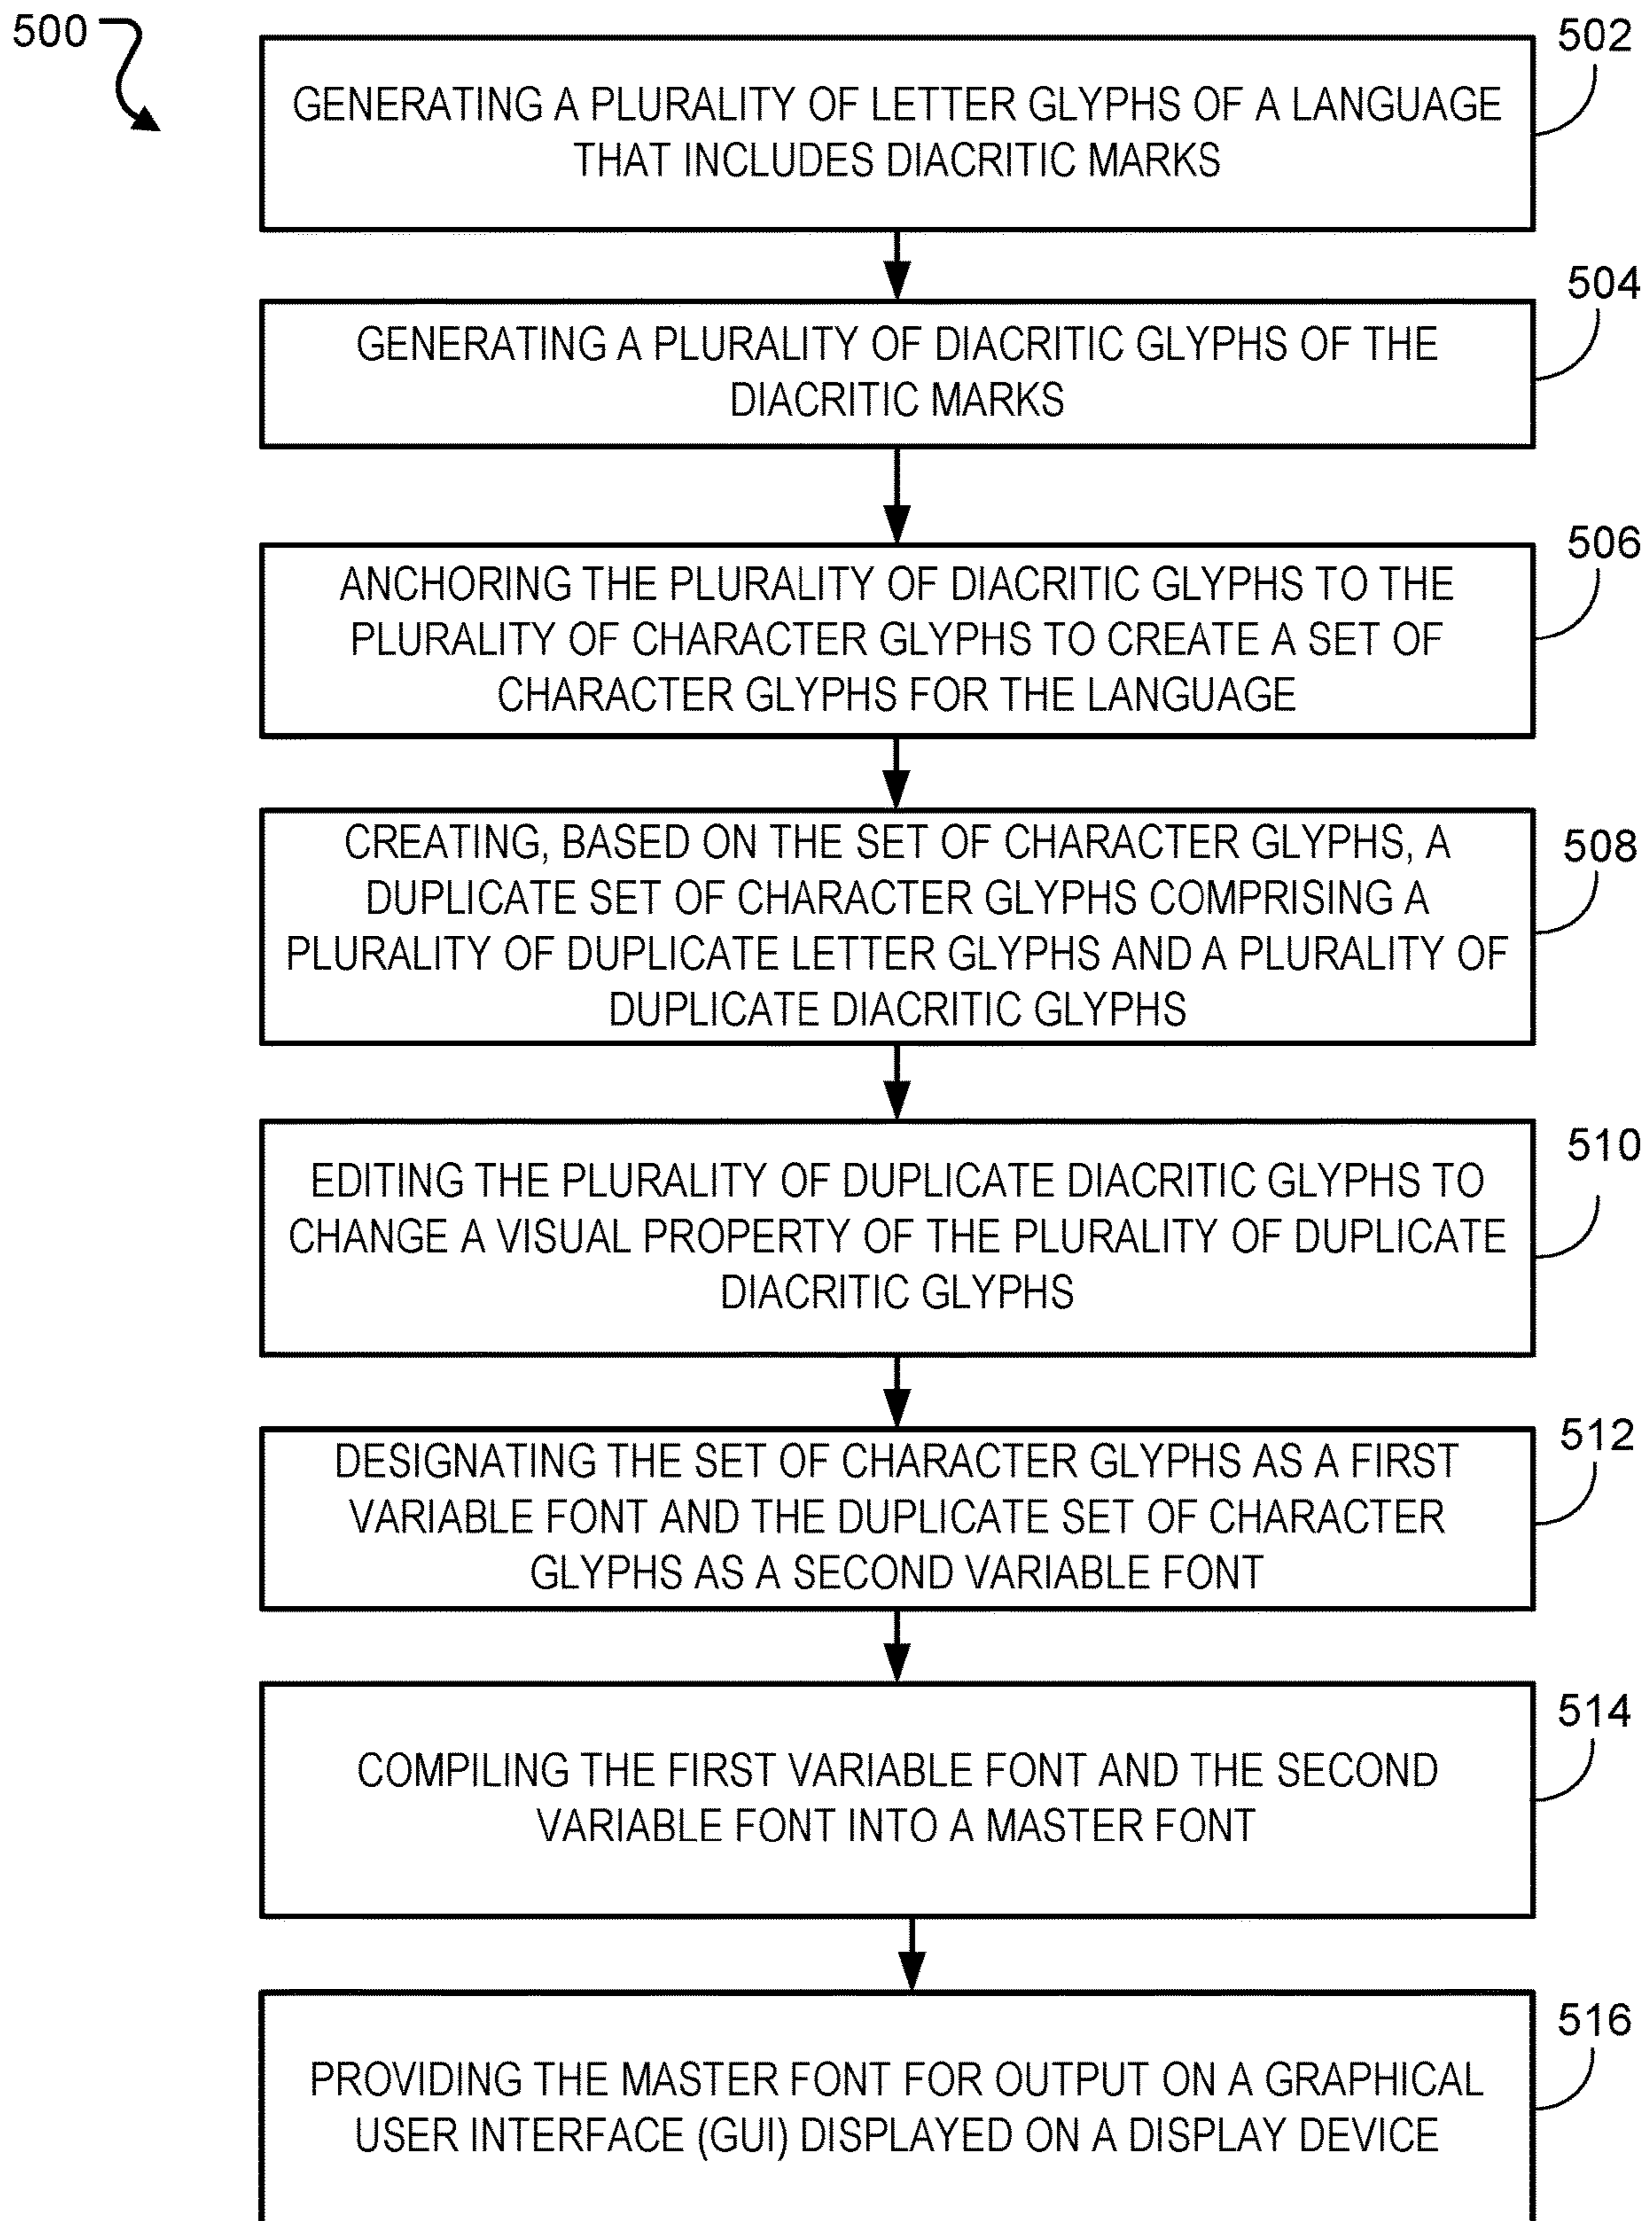 500
502
GENERATING A PLURALITY OF LETTER GLYPHS OF A LANGUAGE
THAT INCLUDES DIACRITIC MARKS
504
GENERATING A PLURALITY OF DIACRITIC GLYPHS OF THE
DIACRITIC MARKS
506
ANCHORING THE PLURALITY OF DIACRITIC GLYPHS TO THE
PLURALITY OF CHARACTER GLYPHS TO CREATE A SET OF
CHARACTER GLYPHS FOR THE LANGUAGE
508
CREATING, BASED ON THE SET OF CHARACTER GLYPHS, A
DUPLICATE SET OF CHARACTER GLYPHS COMPRISING A
PLURALITY OF DUPLICATE LETTER GLYPHS AND A PLURALITY OF
DUPLICATE DIACRITIC GLYPHS
510
EDITING THE PLURALITY OF DUPLICATE DIACRITIC GLYPHS TO
CHANGE A VISUAL PROPERTY OF THE PLURALITY OF DUPLICATE
DIACRITIC GLYPHS
512
DESIGNATING THE SET OF CHARACTER GLYPHS AS A FIRST
VARIABLE FONT AND THE DUPLICATE SET OF CHARACTER
GLYPHS AS A SECOND VARIABLE FONT
514
COMPILING THE FIRST VARIABLE FONT AND THE SECOND
VARIABLE FONT INTO A MASTER FONT
516
PROVIDING THE MASTER FONT FOR OUTPUT ON A GRAPHICAL
USER INTERFACE (GUI) DISPLAYED ON A DISPLAY DEVICE